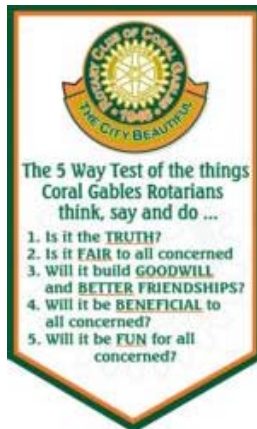 ROTARY CLUB OF CORAL GABLES
THE CITY BEAUTIFUL
The 5 Way Test of the things
Coral Gables Rotarians
think, say and do ...
1. Is it the TRUTH?
2. Is it FAIR to all concerned
3. Will it build GOODWILL
and BETTER FRIENDSHIPS?
4. Will it be BENEFICIAL to
all concerned?
5. Will it be FUN for all
concerned?